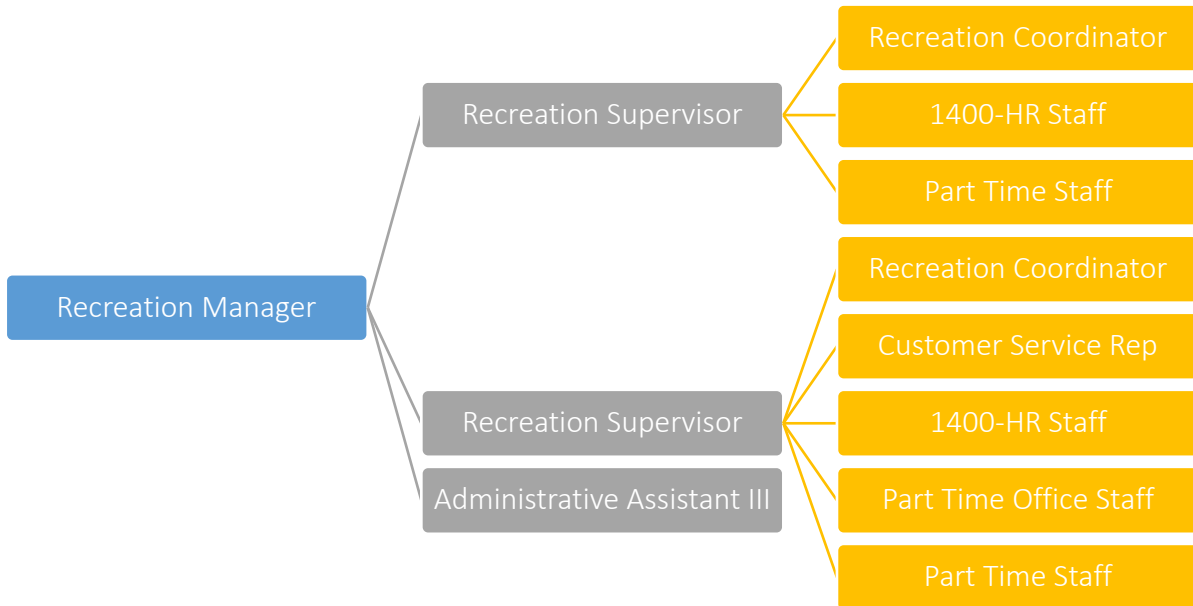 Recreation Manager
Recreation Supervisor
Recreation Coordinator
1400-HR Staff
Part Time Staff
Recreation Supervisor
Recreation Coordinator
Customer Service Rep
1400-HR Staff
Part Time Office Staff
Part Time Staff
Administrative Assistant III